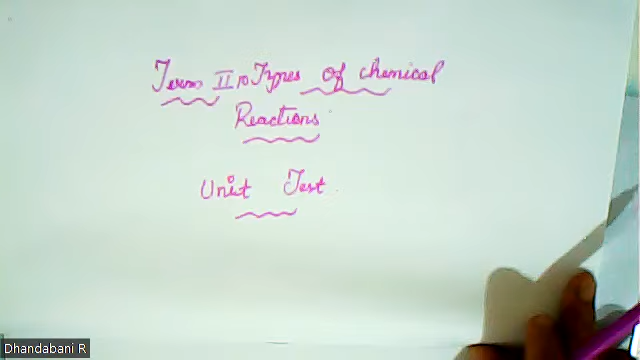 Term II Types of chemical
Reactions
Unit Test
Dhandabani R